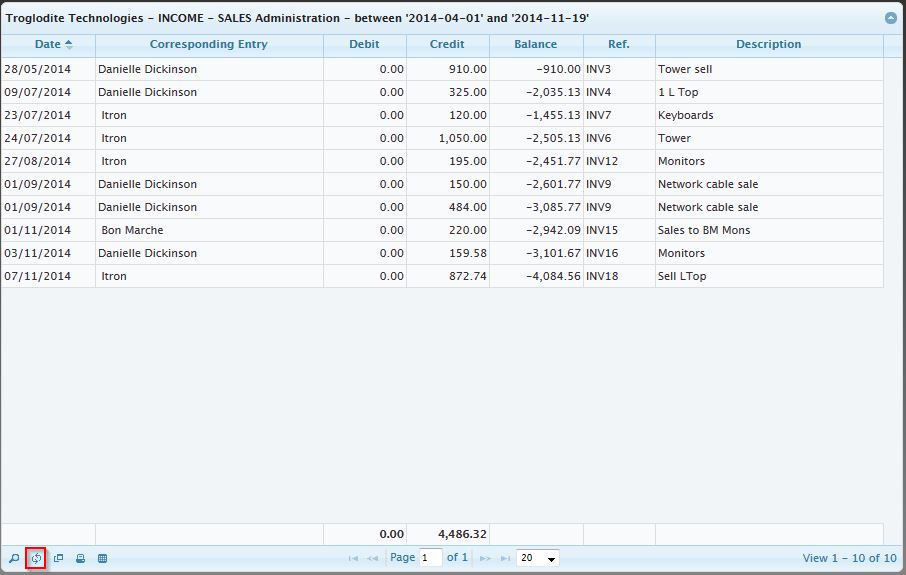 Troglodite Technologies - INCOME - SALES Administration - between '2014-04-01' and '2014-11-19'
Date Corresponding Entry Debit Credit Balance Ref. Description
28/05/2014 Danielle Dickinson 0.00 910.00 -910.00 INV3 Tower sell
09/07/2014 Danielle Dickinson 0.00 325.00 -2,035.13 INV4 1 L Top
23/07/2014 Itron 0.00 120.00 -1,455.13 INV7 Keyboards
24/07/2014 Itron 0.00 1,050.00 -2,505.13 INV6 Tower
27/08/2014 Itron 0.00 195.00 -2,451.77 INV12 Monitors
01/09/2014 Danielle Dickinson 0.00 150.00 -2,601.77 INV9 Network cable sale
01/09/2014 Danielle Dickinson 0.00 484.00 -3,085.77 INV9 Network cable sale
01/11/2014 Bon Marche 0.00 220.00 -2,942.09 INV15 Sales to BM Mons
03/11/2014 Danielle Dickinson 0.00 159.58 -3,101.67 INV16 Monitors
07/11/2014 Itron 0.00 872.74 -4,084.56 INV18 Sell LTop
0.00 4,486.32
Page 1 of 1 20 View 1 - 10 of 10